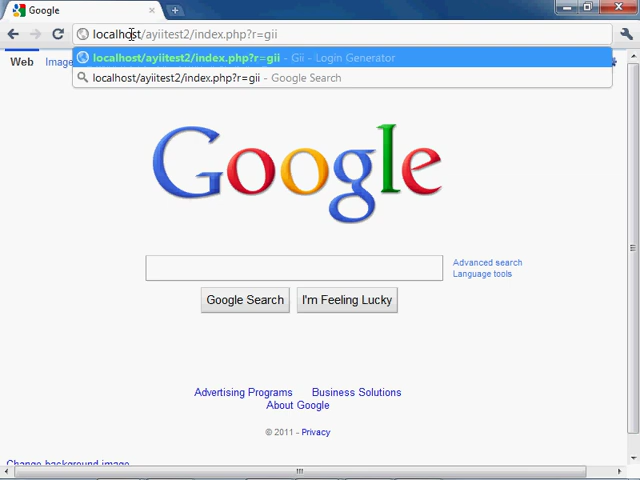 Google
localhost/ayiitest2/index.php?r=gii
localhost/ayiitest2/index.php?r=gii - Gii - Login Generator
localhost/ayiitest2/index.php?r=gii - Google Search
Web Image
Google
Advanced search
Language tools
Google Search I'm Feeling Lucky
Advertising Programs Business Solutions
About Google
© 2011 - Privacy
Change background image